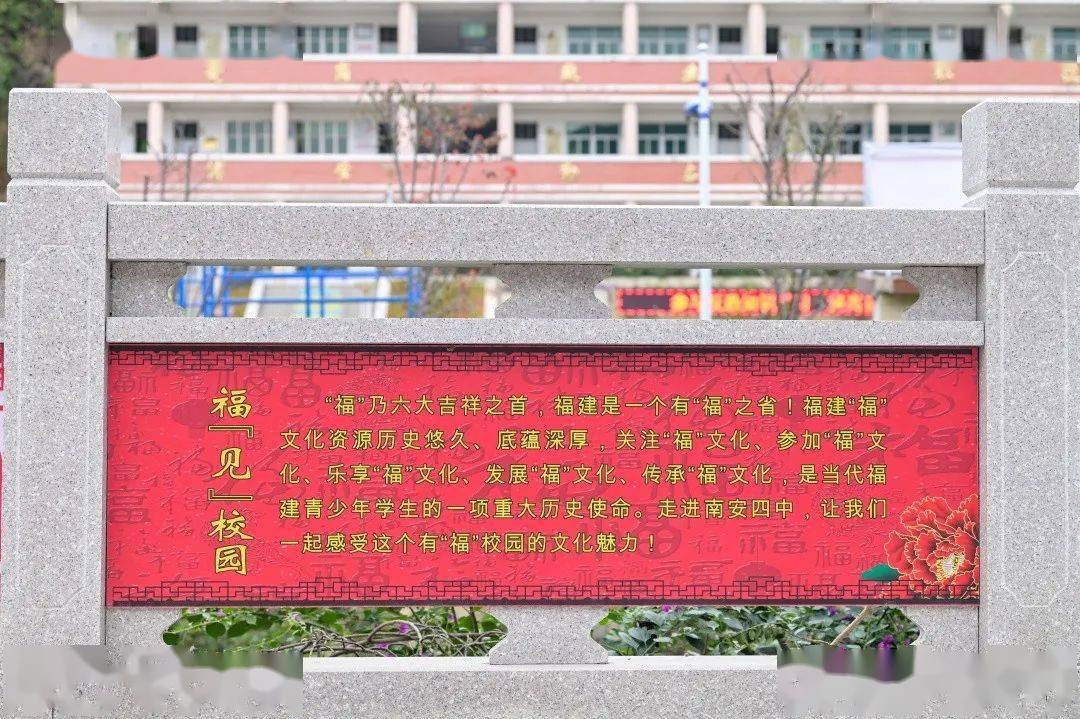 福『见』校园
“福”乃六大吉祥之首，福建是一个有“福”之省！福建“福”
文化资源历史悠久、底蕴深厚，关注“福”文化、参加“福”文
化、乐享“福”文化、发展“福”文化、传承“福”文化，是当代福
建青少年学生的一项重大历史使命。走进南安四中，让我们
一起感受这个有“福”校园的文化魅力！